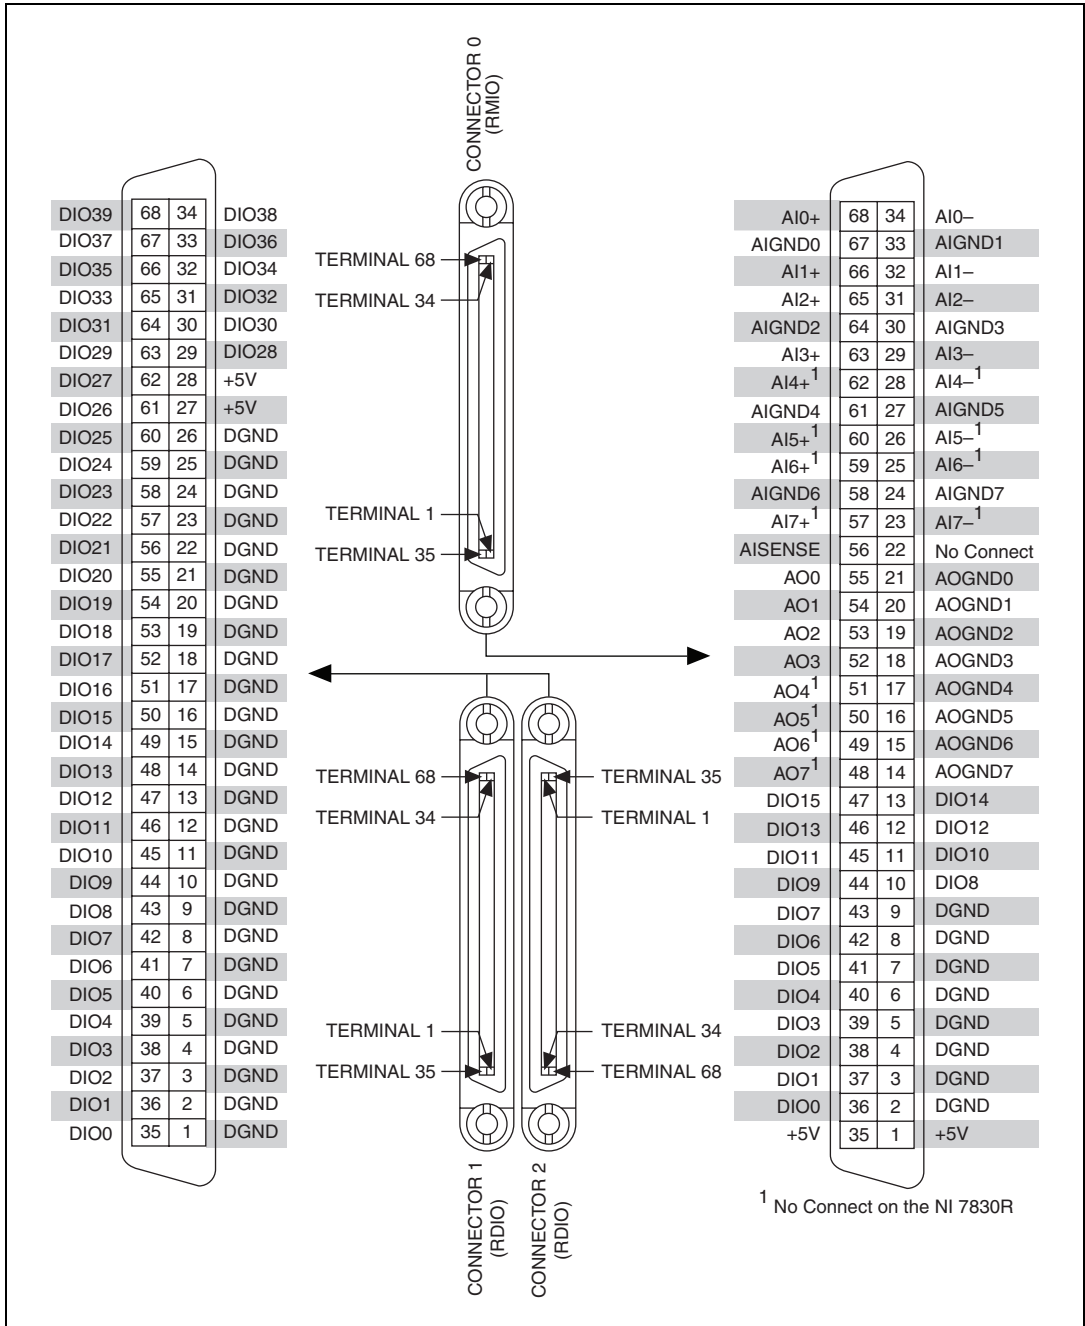 CONNECTOR 0
(RMIO)
DIO39 68 34 DIO38
DIO37 67 33 DIO36
DIO35 66 32 DIO34
DIO33 65 31 DIO32
DIO31 64 30 DIO30
DIO29 63 29 DIO28
DIO27 62 28 +5V
DIO26 61 27 +5V
DIO25 60 26 DGND
DIO24 59 25 DGND
DIO23 58 24 DGND
DIO22 57 23 DGND
DIO21 56 22 DGND
DIO20 55 21 DGND
DIO19 54 20 DGND
DIO18 53 19 DGND
DIO17 52 18 DGND
DIO16 51 17 DGND
DIO15 50 16 DGND
DIO14 49 15 DGND
DIO13 48 14 DGND
DIO12 47 13 DGND
DIO11 46 12 DGND
DIO10 45 11 DGND
DIO9 44 10 DGND
DIO8 43 9 DGND
DIO7 42 8 DGND
DIO6 41 7 DGND
DIO5 40 6 DGND
DIO4 39 5 DGND
DIO3 38 4 DGND
DIO2 37 3 DGND
DIO1 36 2 DGND
DIO0 35 1 DGND
TERMINAL 68
TERMINAL 34
TERMINAL 1
TERMINAL 35
TERMINAL 68
TERMINAL 34
TERMINAL 35
TERMINAL 1
TERMINAL 1
TERMINAL 35
TERMINAL 34
TERMINAL 68
CONNECTOR 1
(RDIO)
CONNECTOR 2
(RDIO)
AI0+ 68 34 AI0–
AIGND0 67 33 AIGND1
AI1+ 66 32 AI1–
AI2+ 65 31 AI2–
AIGND2 64 30 AIGND3
AI3+ 63 29 AI3–
AI4+1 62 28 AI4–1
AIGND4 61 27 AIGND5
AI5+1 60 26 AI5–1
AI6+1 59 25 AI6–1
AIGND6 58 24 AIGND7
AI7+1 57 23 AI7–1
AISENSE 56 22 No Connect
AO0 55 21 AOGND0
AO1 54 20 AOGND1
AO2 53 19 AOGND2
AO3 52 18 AOGND3
AO41 51 17 AOGND4
AO51 50 16 AOGND5
AO61 49 15 AOGND6
AO71 48 14 AOGND7
DIO15 47 13 DIO14
DIO13 46 12 DIO12
DIO11 45 11 DIO10
DIO9 44 10 DIO8
DIO7 43 9 DGND
DIO6 42 8 DGND
DIO5 41 7 DGND
DIO4 40 6 DGND
DIO3 39 5 DGND
DIO2 38 4 DGND
DIO1 37 3 DGND
DIO0 36 2 DGND
+5V 35 1 +5V
1 No Connect on the NI 7830R